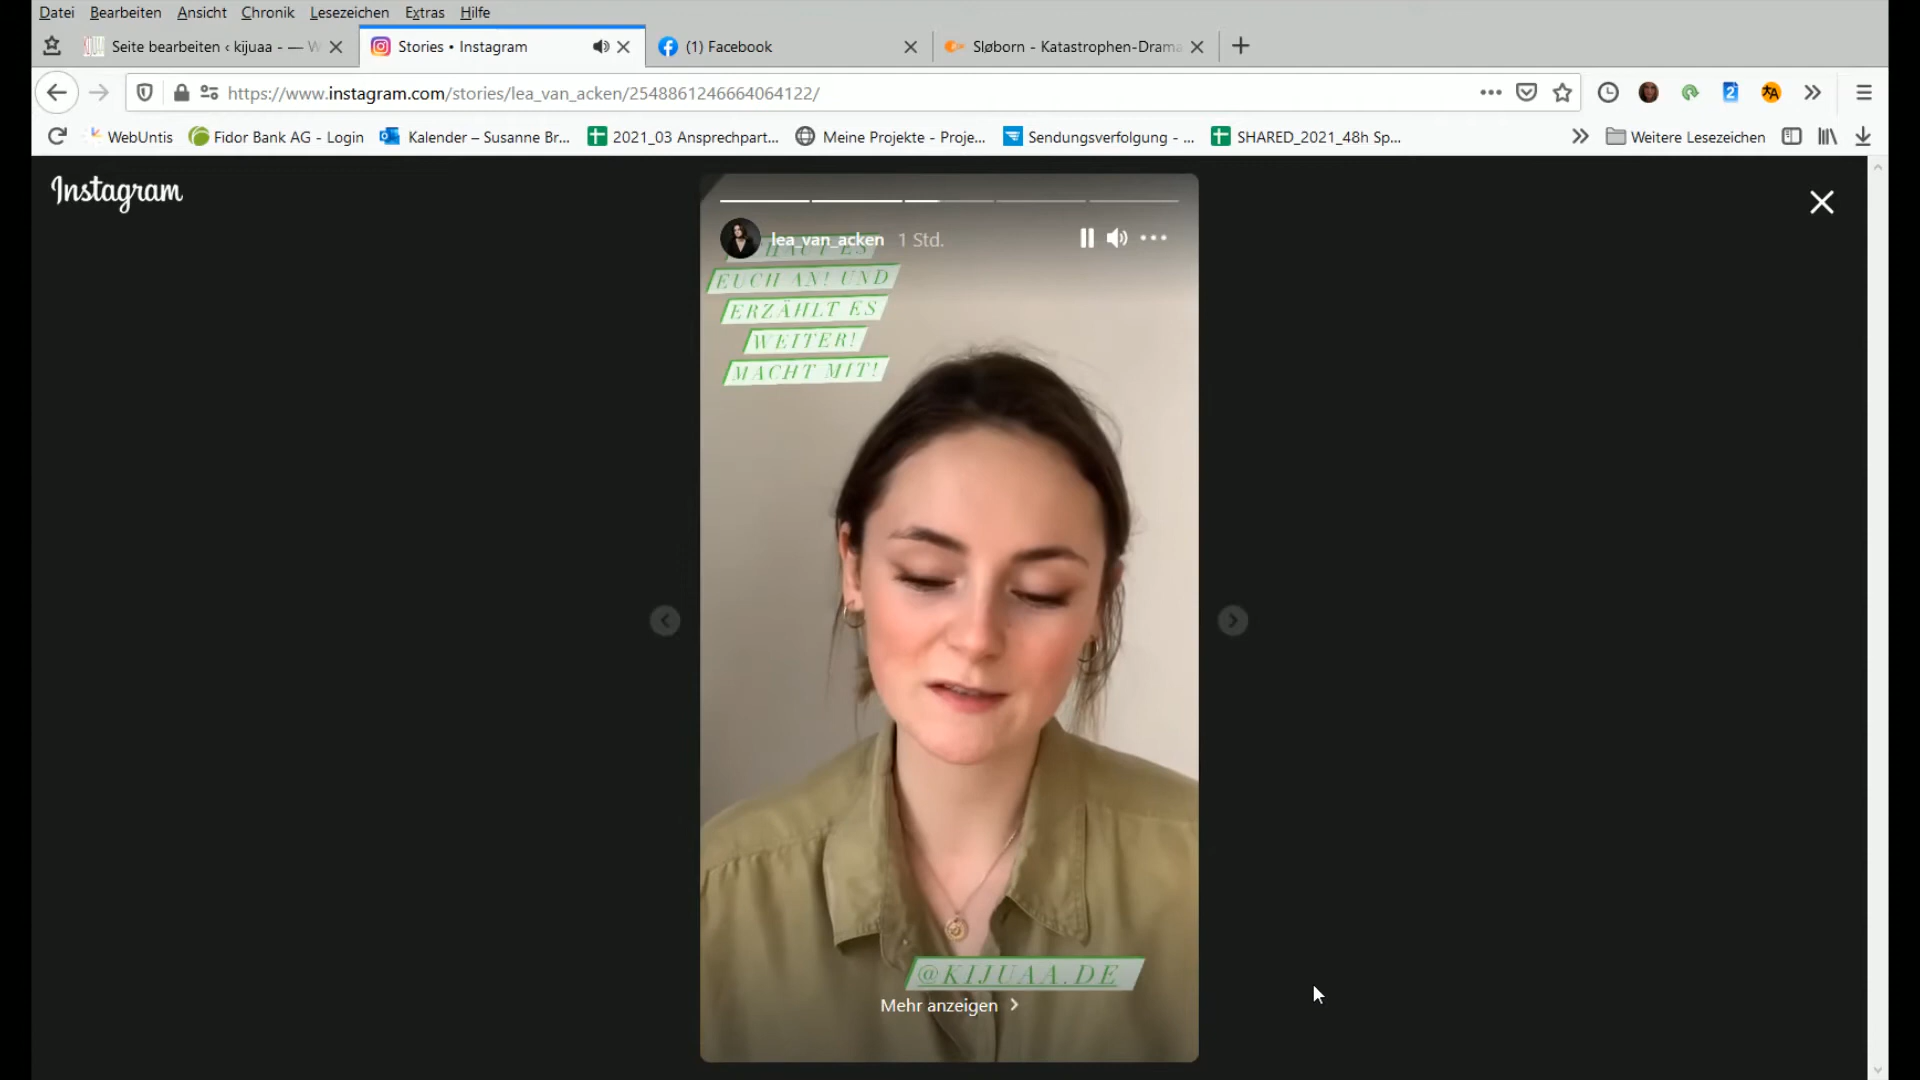 Datei Bearbeiten Ansicht Chronik Lesezeichen Extras Hilfe
Seite bearbeiten ‹ kijuaa - — W
Stories • Instagram
(1) Facebook
Sløborn - Katastrophen-Drama
https://www.instagram.com/stories/lea_van_acken/2548861246664064122/
2
WebUntis
Fidor Bank AG - Login
Kalender – Susanne Br...
2021_03 Ansprechpart...
Meine Projekte - Proje...
Sendungsverfolgung - ...
SHARED_2021_48h Sp...
Weitere Lesezeichen
Instagram
lea_van_acken 1 Std.
ES
EUCH AN! UND
ERZÄHLT ES
WEITER!
MACHT MIT!
@KIJUAA.DE
Mehr anzeigen